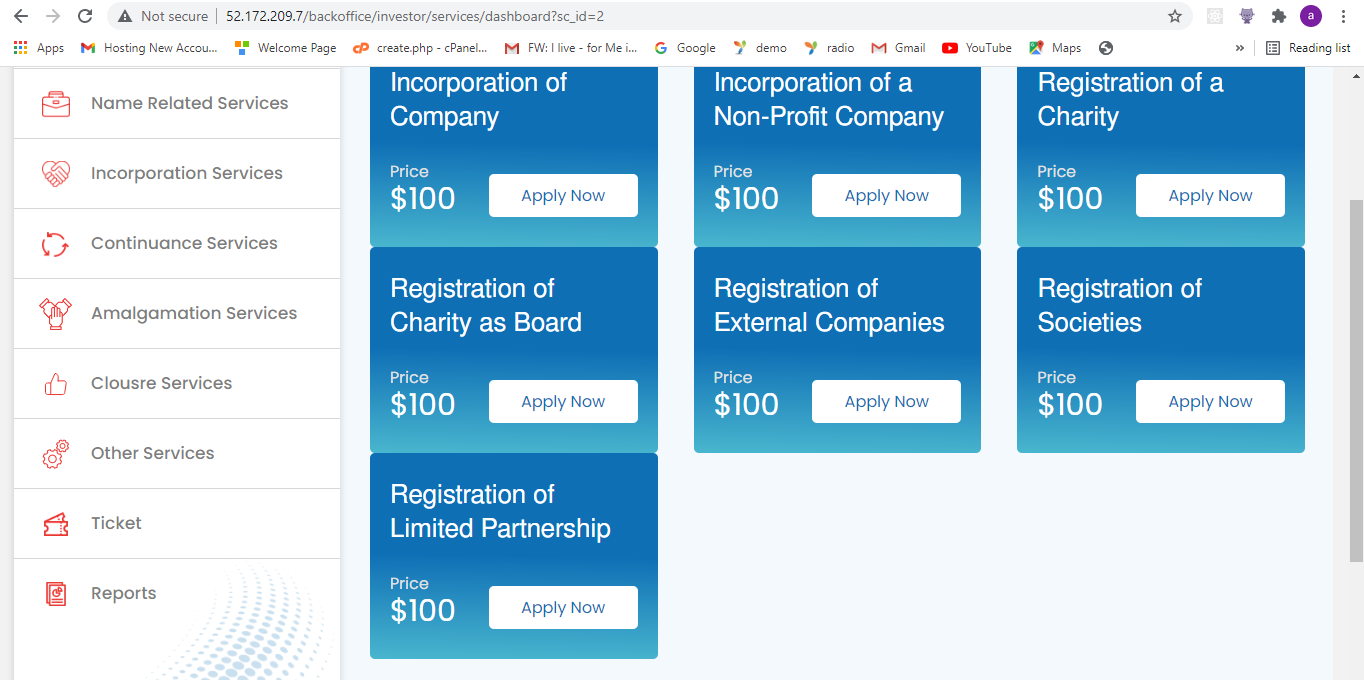 Not secure | 52.172.209.7/backoffice/investor/services/dashboard?sc_id=2
a
Apps
Hosting New Accou...
Welcome Page
create.php - cPanel...
FW: I live - for Me i...
Google
demo
radio
Gmail
YouTube
Maps
»
Reading list
Name Related Services
Incorporation Services
Continuance Services
Amalgamation Services
Clousre Services
Other Services
Ticket
Reports
Incorporation of
Company
Price
$100
Apply Now
Incorporation of a
Non-Profit Company
Price
$100
Apply Now
Registration of a
Charity
Price
$100
Apply Now
Registration of
Charity as Board
Price
$100
Apply Now
Registration of
External Companies
Price
$100
Apply Now
Registration of
Societies
Price
$100
Apply Now
Registration of
Limited Partnership
Price
$100
Apply Now